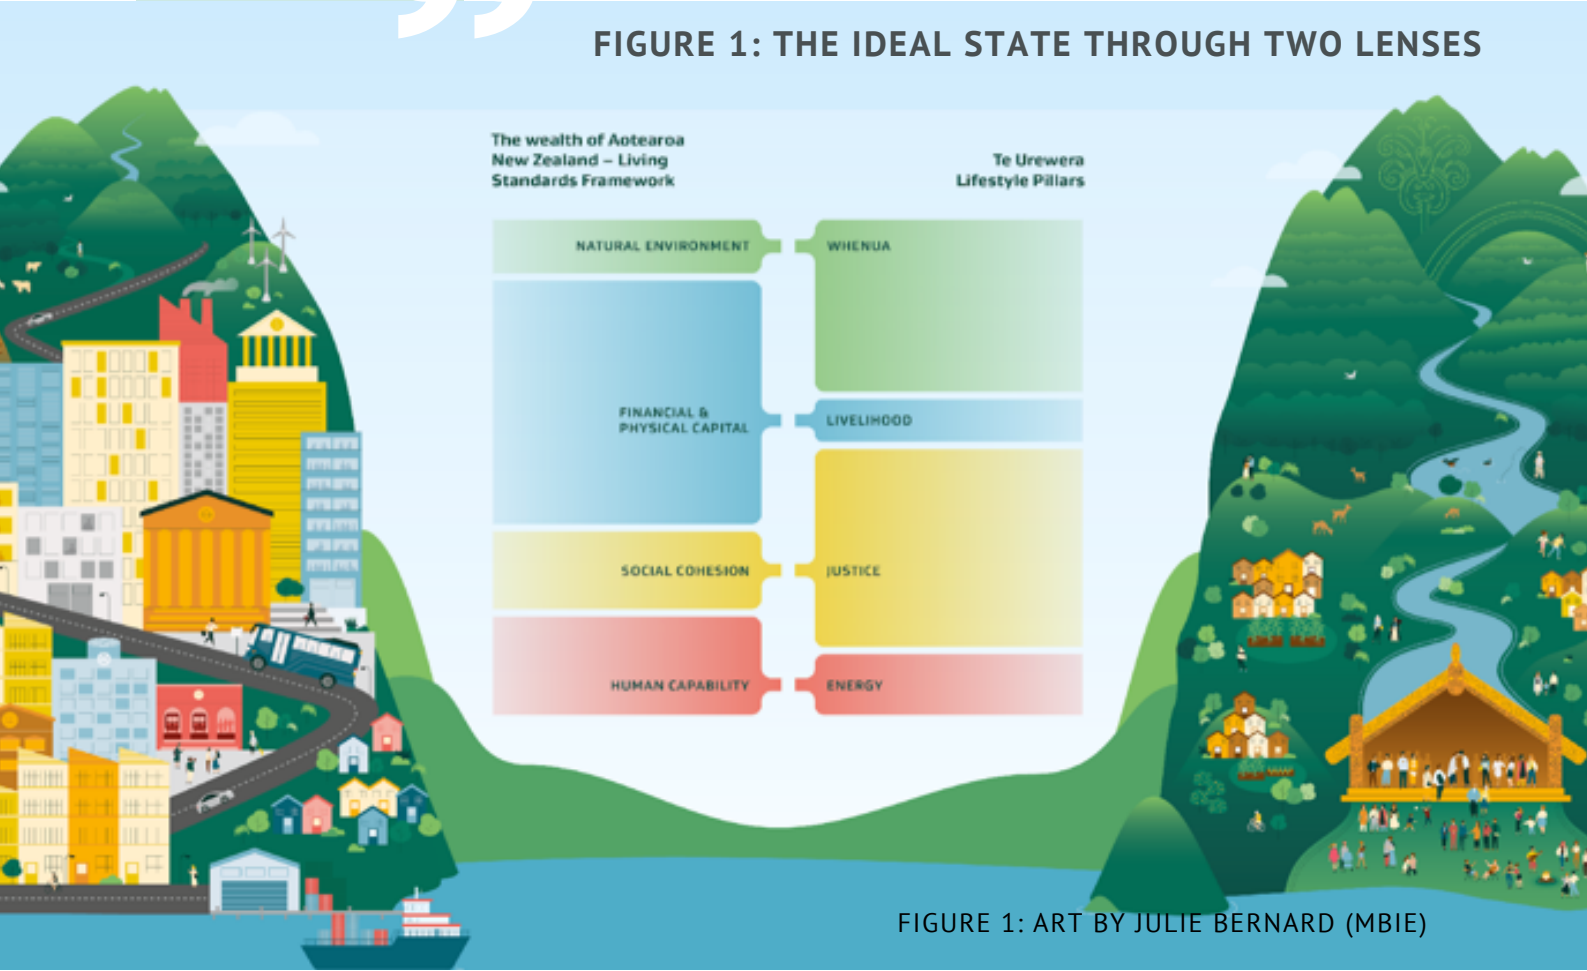 FIGURE 1: THE IDEAL STATE THROUGH TWO LENSES
The wealth of Aotearoa
New Zealand – Living
Standards Framework
Te Urewera
Lifestyle Pillars
NATURAL ENVIRONMENT
WHENUA
FINANCIAL &
PHYSICAL CAPITAL
LIVELIHOOD
SOCIAL COHESION
JUSTICE
HUMAN CAPABILITY
ENERGY
FIGURE 1: ART BY JULIE BERNARD (MBIE)